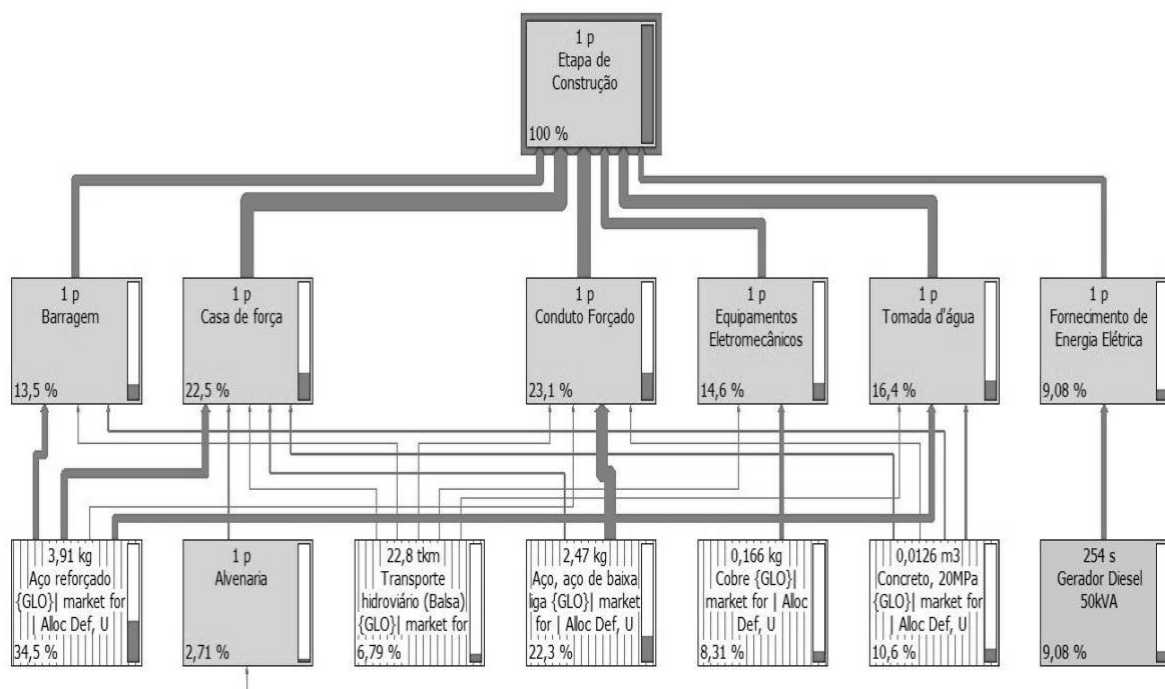 1 p
Etapa de
Construção
100 %
1 p
Barragem
13,5 %
1 p
Casa de força
22,5 %
1 p
Conduto Forçado
23,1 %
1 p
Equipamentos
Eletromecânicos
14,6 %
1 p
Tomada d'água
16,4 %
1 p
Fornecimento de
Energia Elétrica
9,08 %
3,91 kg
Aço reforçado
{GLO}| market for
| Alloc Def, U
34,5 %
1 p
Alvenaria
2,71 %
22,8 tkm
Transporte
hidroviário (Balsa)
{GLO}| market for
6,79 %
2,47 kg
Aço, aço de baixa
liga {GLO}| market
for | Alloc Def, U
22,3 %
0,166 kg
Cobre {GLO}|
market for | Alloc
Def, U
8,31 %
0,0126 m3
Concreto, 20MPa
{GLO}| market for
| Alloc Def, U
10,6 %
254 s
Gerador Diesel
50kVA
9,08 %